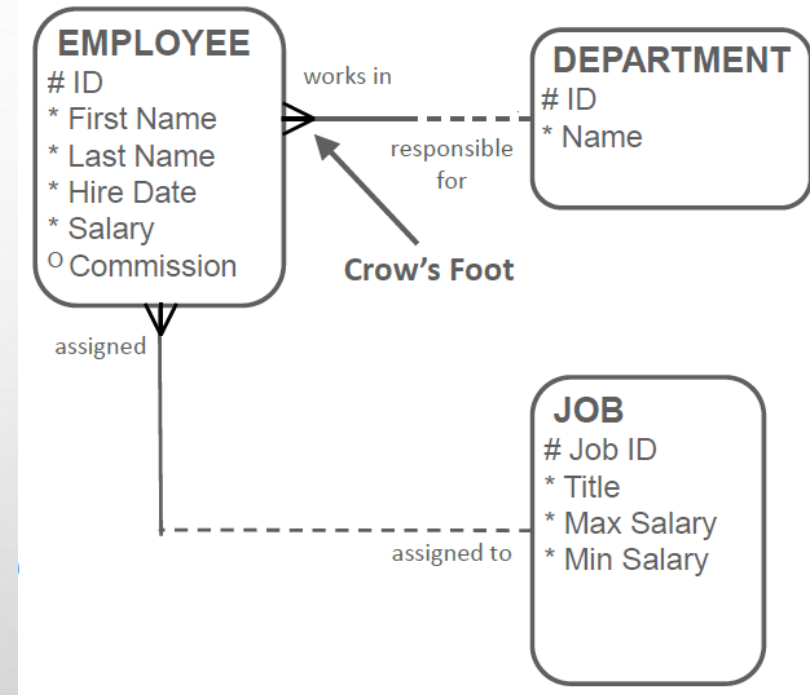 EMPLOYEE
# ID
* First Name
* Last Name
* Hire Date
* Salary
O Commission
works in
responsible
for
DEPARTMENT
# ID
* Name
Crow's Foot
assigned
assigned to
JOB
# Job ID
* Title
* Max Salary
* Min Salary